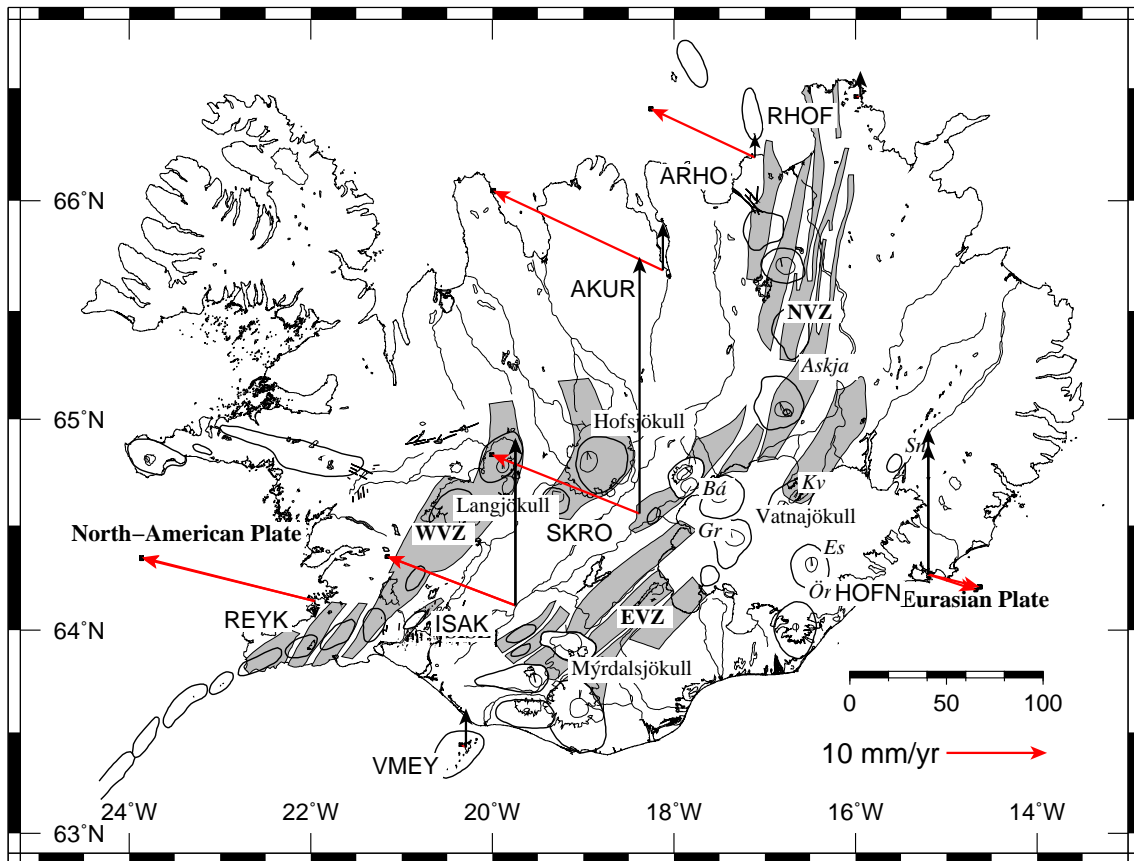 RHOF
ARHO
66°N
AKUR
NVZ
Askja
65°N
Hofsjökull
Sn
Bá
Kv
Langjökull
Vatnajökull
North-American Plate
WVZ
SKRO
Gr
Es
Ör
HOFN
Eurasian Plate
REYK
ISAK
EVZ
64°N
Mýrdalsjökull
0 50 100
VMEY
10 mm/yr
24°W 22°W 20°W 18°W 16°W 14°W
63°N